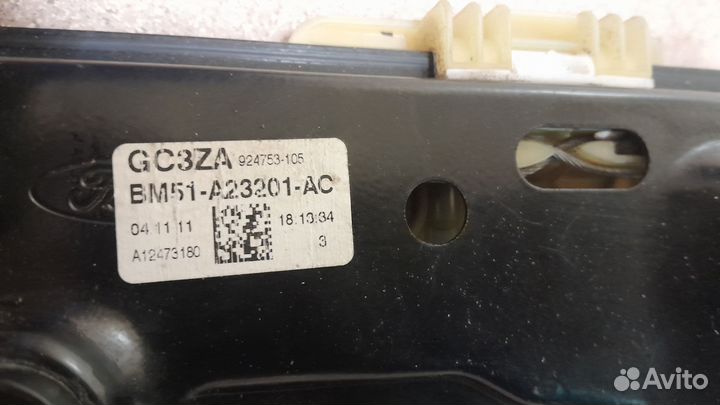 GC3ZA 924753-105
BM51-A23201-AC
04 11 11 18:13:34
A12473180 3
Avito